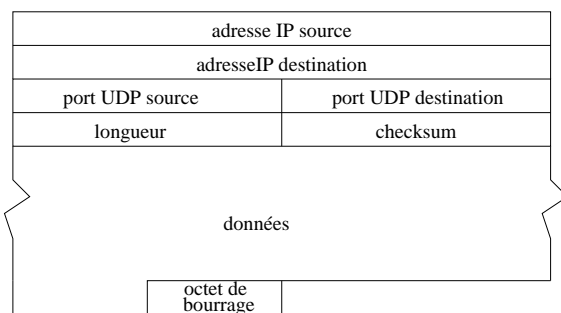 adresse IP source
adresseIP destination
port UDP source port UDP destination
longueur checksum
données
octet de
bourrage